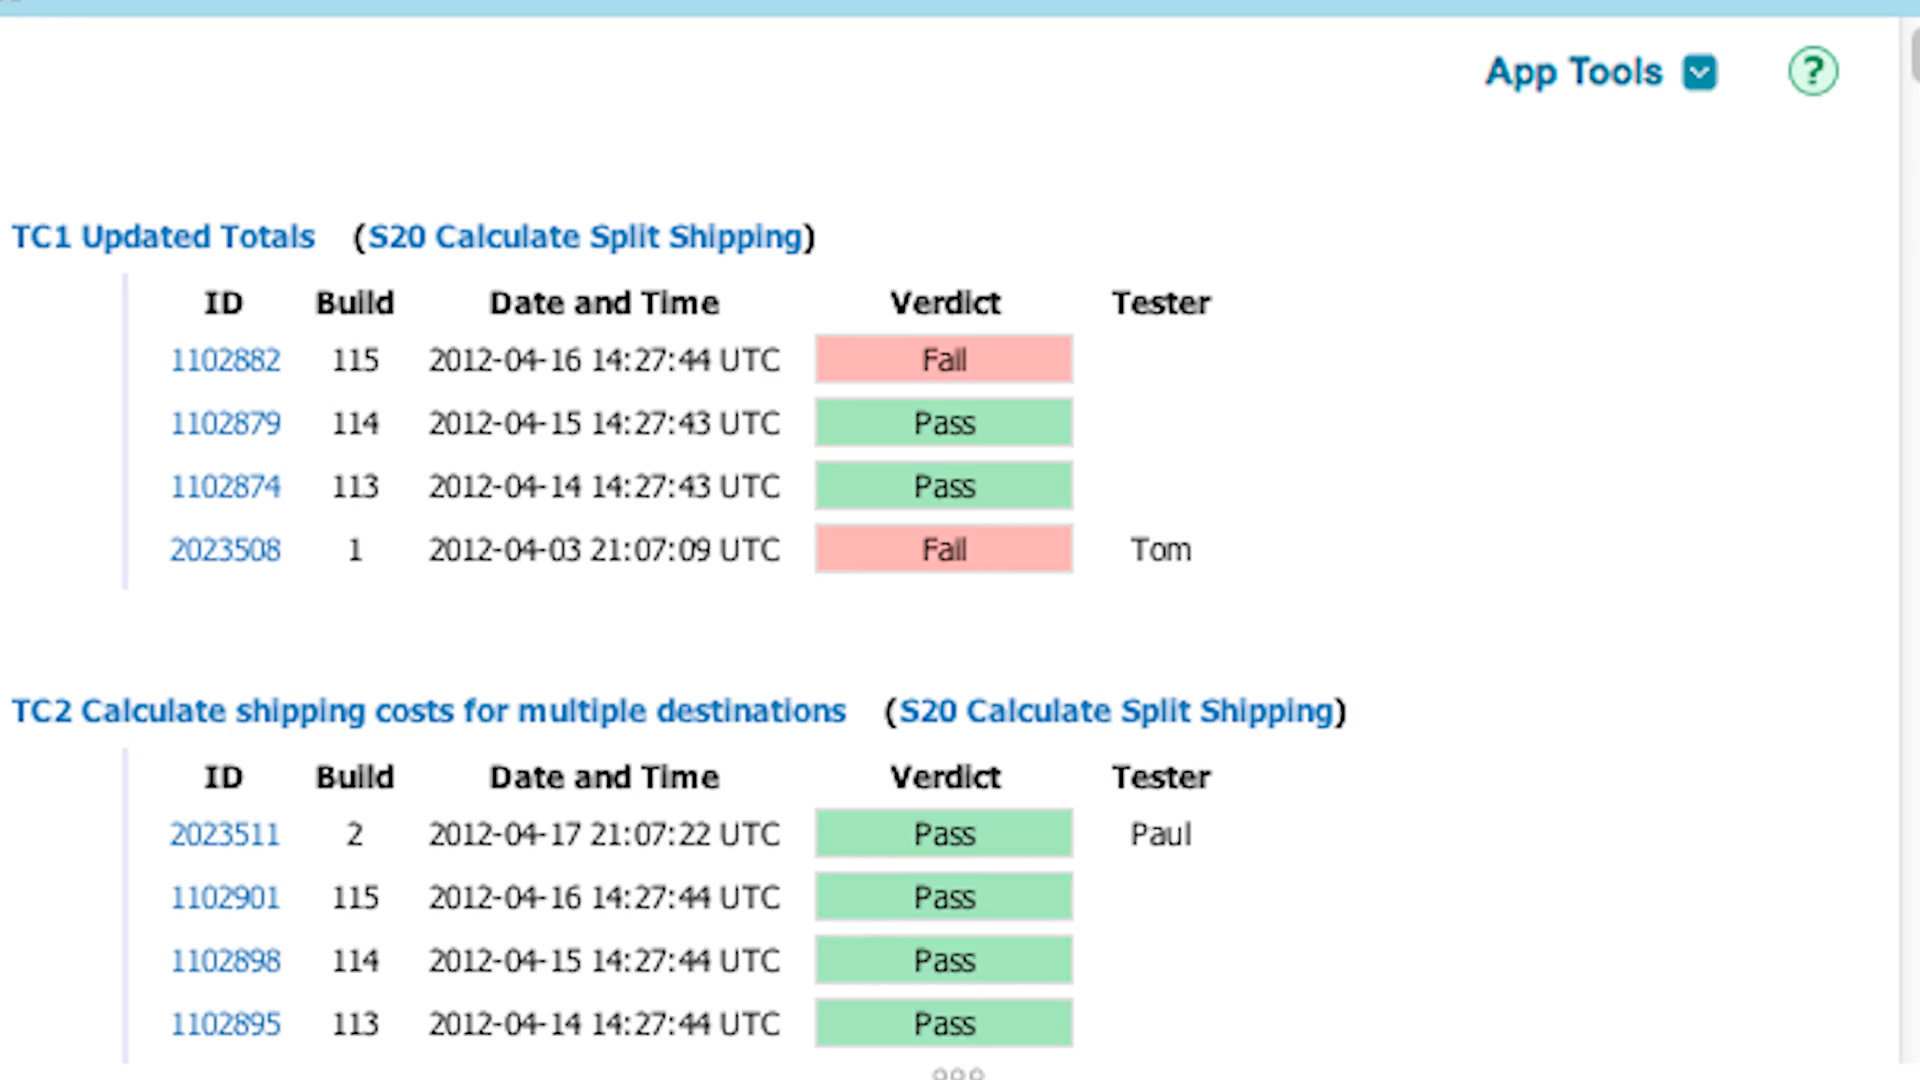 App Tools ?
TC1 Updated Totals (S20 Calculate Split Shipping)
ID Build Date and Time Verdict Tester
1102882 115 2012-04-16 14:27:44 UTC Fail
1102879 114 2012-04-15 14:27:43 UTC Pass
1102874 113 2012-04-14 14:27:43 UTC Pass
2023508 1 2012-04-03 21:07:09 UTC Fail Tom
TC2 Calculate shipping costs for multiple destinations (S20 Calculate Split Shipping)
ID Build Date and Time Verdict Tester
2023511 2 2012-04-17 21:07:22 UTC Pass Paul
1102901 115 2012-04-16 14:27:44 UTC Pass
1102898 114 2012-04-15 14:27:44 UTC Pass
1102895 113 2012-04-14 14:27:44 UTC Pass